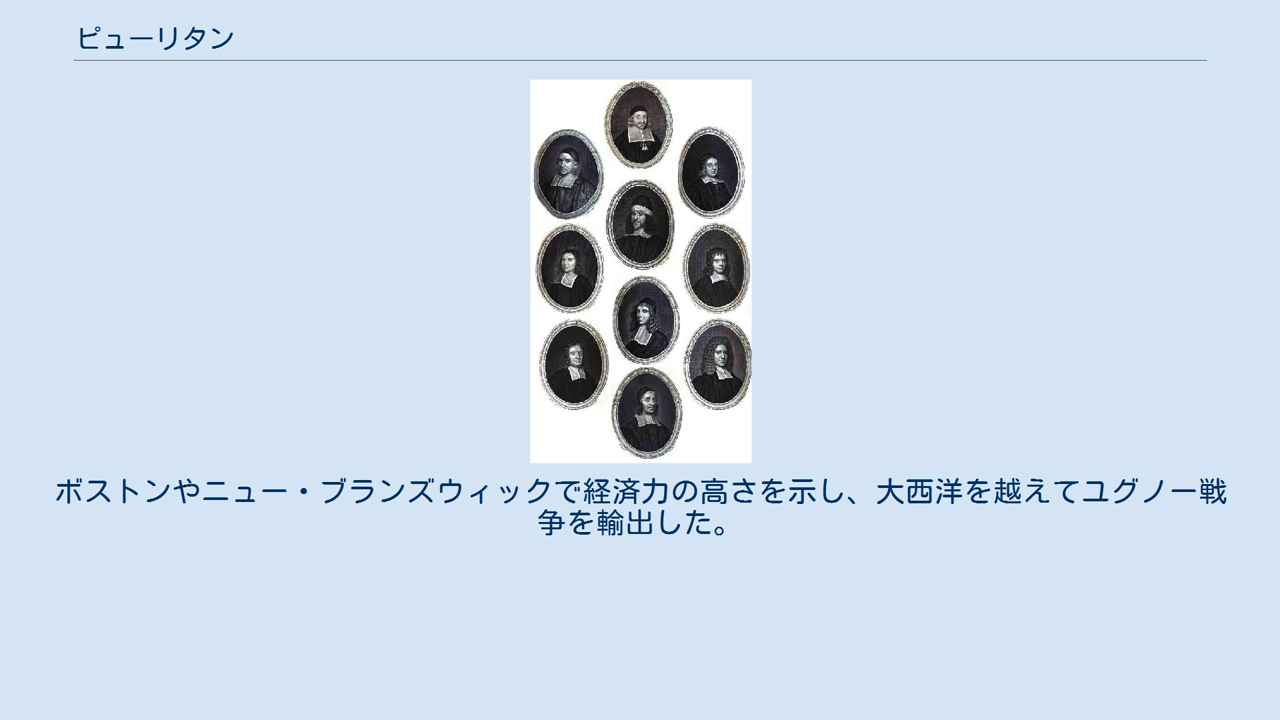 ピューリタン
ボストンやニュー・ブランズウィックで経済力の高さを示し、大西洋を越えてユグノー戦
争を輸出した。